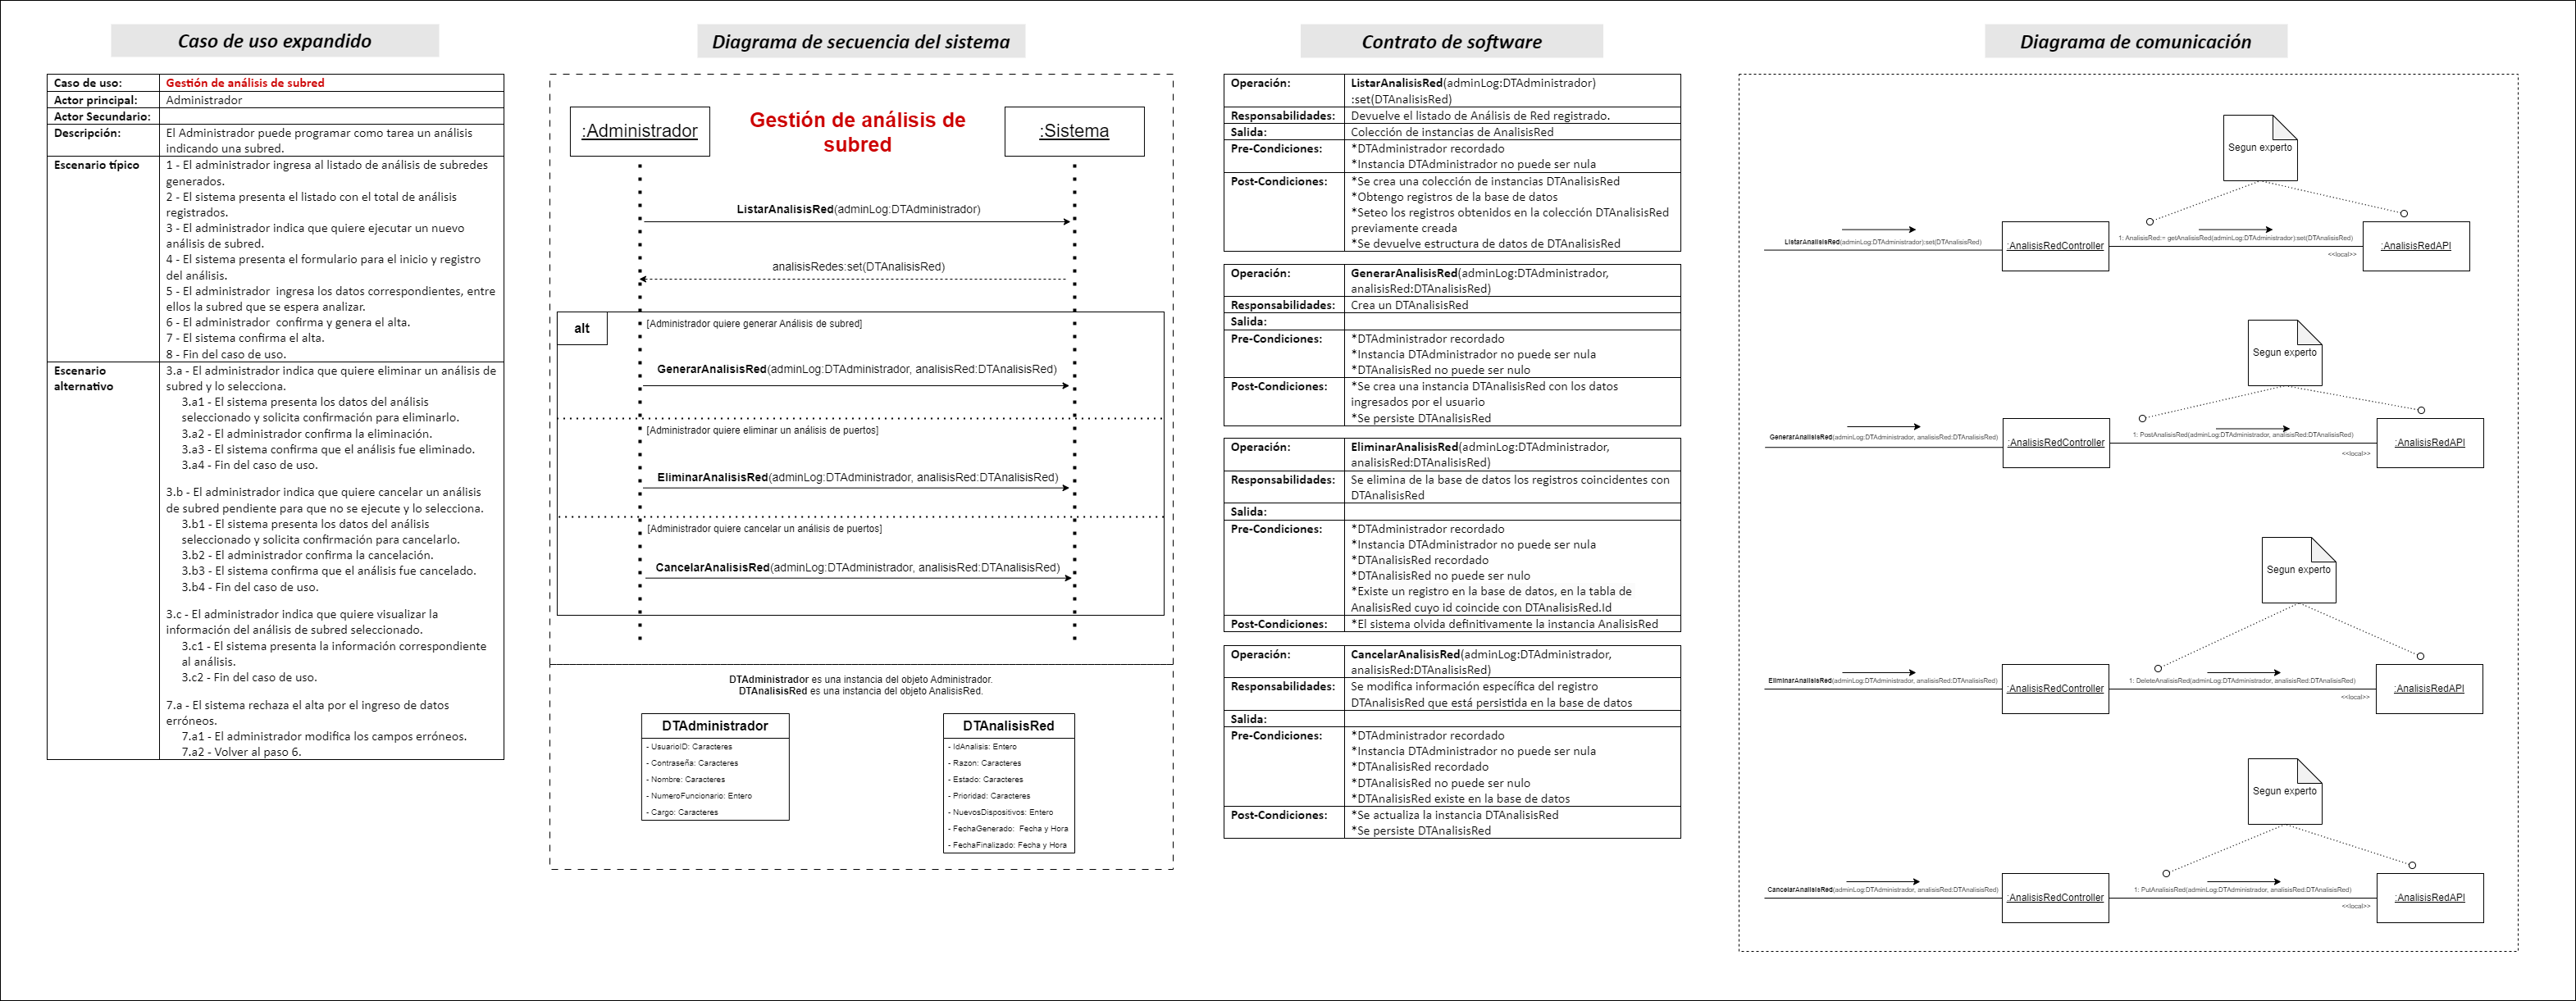 Caso de uso expandido
Caso de uso: Gestión de análisis de subred
Actor principal: Administrador
Actor Secundario:
Descripción: El Administrador puede programar como tarea un análisis
indicando una subred.
Escenario típico 1 - El administrador ingresa al listado de análisis de subredes
generados.
2 - El sistema presenta el listado con el total de análisis
registrados.
3 - El administrador indica que quiere ejecutar un nuevo
análisis de subred.
4 - El sistema presenta el formulario para el inicio y registro
del análisis.
5 - El administrador ingresa los datos correspondientes, entre
ellos la subred que se espera analizar.
6 - El administrador confirma y genera el alta.
7 - El sistema confirma el alta.
8 - Fin del caso de uso.
Escenario
alternativo
3.a - El administrador indica que quiere eliminar un análisis de
subred y lo selecciona.
3.a1 - El sistema presenta los datos del análisis
seleccionado y solicita confirmación para eliminarlo.
3.a2 - El administrador confirma la eliminación.
3.a3 - El sistema confirma que el análisis fue eliminado.
3.a4 - Fin del caso de uso.
3.b - El administrador indica que quiere cancelar un análisis
de subred pendiente para que no se ejecute y lo selecciona.
3.b1 - El sistema presenta los datos del análisis
seleccionado y solicita confirmación para cancelarlo.
3.b2 - El administrador confirma la cancelación.
3.b3 - El sistema confirma que el análisis fue cancelado.
3.b4 - Fin del caso de uso.
3.c - El administrador indica que quiere visualizar la
información del análisis de subred seleccionado.
3.c1 - El sistema presenta la información correspondiente
al análisis.
3.c2 - Fin del caso de uso.
7.a - El sistema rechaza el alta por el ingreso de datos
erróneos.
7.a1 - El administrador modifica los campos erróneos.
7.a2 - Volver al paso 6.
Diagrama de secuencia del sistema
:Administrador
Gestión de análisis de
subred
:Sistema
ListarAnalisisRed(adminLog:DTAdministrador)
analisisRedes:set(DTAnalisisRed)
alt
[Administrador quiere generar Análisis de subred]
GenerarAnalisisRed(adminLog:DTAdministrador, analisisRed:DTAnalisisRed)
[Administrador quiere eliminar un análisis de puertos]
EliminarAnalisisRed(adminLog:DTAdministrador, analisisRed:DTAnalisisRed)
[Administrador quiere cancelar un análisis de puertos]
CancelarAnalisisRed(adminLog:DTAdministrador, analisisRed:DTAnalisisRed)
DTAdministrador es una instancia del objeto Administrador.
DTAnalisisRed es una instancia del objeto AnalisisRed.
DTAdministrador
- UsuarioID: Caracteres
- Contraseña: Caracteres
- Nombre: Caracteres
- NumeroFuncionario: Entero
- Cargo: Caracteres
DTAnalisisRed
- IdAnalisis: Entero
- Razon: Caracteres
- Estado: Caracteres
- Prioridad: Caracteres
- NuevosDispositivos: Entero
- FechaGenerado: Fecha y Hora
- FechaFinalizado: Fecha y Hora
Contrato de software
Operación: ListarAnalisisRed(adminLog:DTAdministrador)
:set(DTAnalisisRed)
Responsabilidades: Devuelve el listado de Análisis de Red registrado.
Salida: Colección de instancias de AnalisisRed
Pre-Condiciones: *DTAdministrador recordado
*Instancia DTAdministrador no puede ser nula
Post-Condiciones: *Se crea una colección de instancias DTAnalisisRed
*Obtengo registros de la base de datos
*Seteo los registros obtenidos en la colección DTAnalisisRed
previamente creada
*Se devuelve estructura de datos de DTAnalisisRed
Operación: GenerarAnalisisRed(adminLog:DTAdministrador,
analisisRed:DTAnalisisRed)
Responsabilidades: Crea un DTAnalisisRed
Salida:
Pre-Condiciones: *DTAdministrador recordado
*Instancia DTAdministrador no puede ser nula
*DTAnalisisRed no puede ser nulo
Post-Condiciones: *Se crea una instancia DTAnalisisRed con los datos
ingresados por el usuario
*Se persiste DTAnalisisRed
Operación: EliminarAnalisisRed(adminLog:DTAdministrador,
analisisRed:DTAnalisisRed)
Responsabilidades: Se elimina de la base de datos los registros coincidentes con
DTAnalisisRed
Salida:
Pre-Condiciones: *DTAdministrador recordado
*Instancia DTAdministrador no puede ser nula
*DTAnalisisRed recordado
*DTAnalisisRed no puede ser nulo
*Existe un registro en la base de datos, en la tabla de
AnalisisRed cuyo id coincide con DTAnalisisRed.Id
Post-Condiciones: *El sistema olvida definitivamente la instancia AnalisisRed
Operación: CancelarAnalisisRed(adminLog:DTAdministrador,
analisisRed:DTAnalisisRed)
Responsabilidades: Se modifica información específica del registro
DTAnalisisRed que está persistida en la base de datos
Salida:
Pre-Condiciones: *DTAdministrador recordado
*Instancia DTAdministrador no puede ser nula
*DTAnalisisRed recordado
*DTAnalisisRed no puede ser nulo
*DTAnalisisRed existe en la base de datos
Post-Condiciones: *Se actualiza la instancia DTAnalisisRed
*Se persiste DTAnalisisRed
Diagrama de comunicación
Segun experto
ListarAnalisisRed(adminLog:DTAdministrador):set(DTAnalisisRed)
:AnalisisRedController
1: AnalisisRed:= getAnalisisRed(adminLog:DTAdministrador):set(DTAnalisisRed)
<<local>>
:AnalisisRedAPI
Segun experto
GenerarAnalisisRed(adminLog:DTAdministrador, analisisRed:DTAnalisisRed)
:AnalisisRedController
1: PostAnalisisRed(adminLog:DTAdministrador, analisisRed:DTAnalisisRed)
<<local>>
:AnalisisRedAPI
Segun experto
EliminarAnalisisRed(adminLog:DTAdministrador, analisisRed:DTAnalisisRed)
:AnalisisRedController
1: DeleteAnalisisRed(adminLog:DTAdministrador, analisisRed:DTAnalisisRed)
<<local>>
:AnalisisRedAPI
Segun experto
CancelarAnalisisRed(adminLog:DTAdministrador, analisisRed:DTAnalisisRed)
:AnalisisRedController
1: PutAnalisisRed(adminLog:DTAdministrador, analisisRed:DTAnalisisRed)
<<local>>
:AnalisisRedAPI